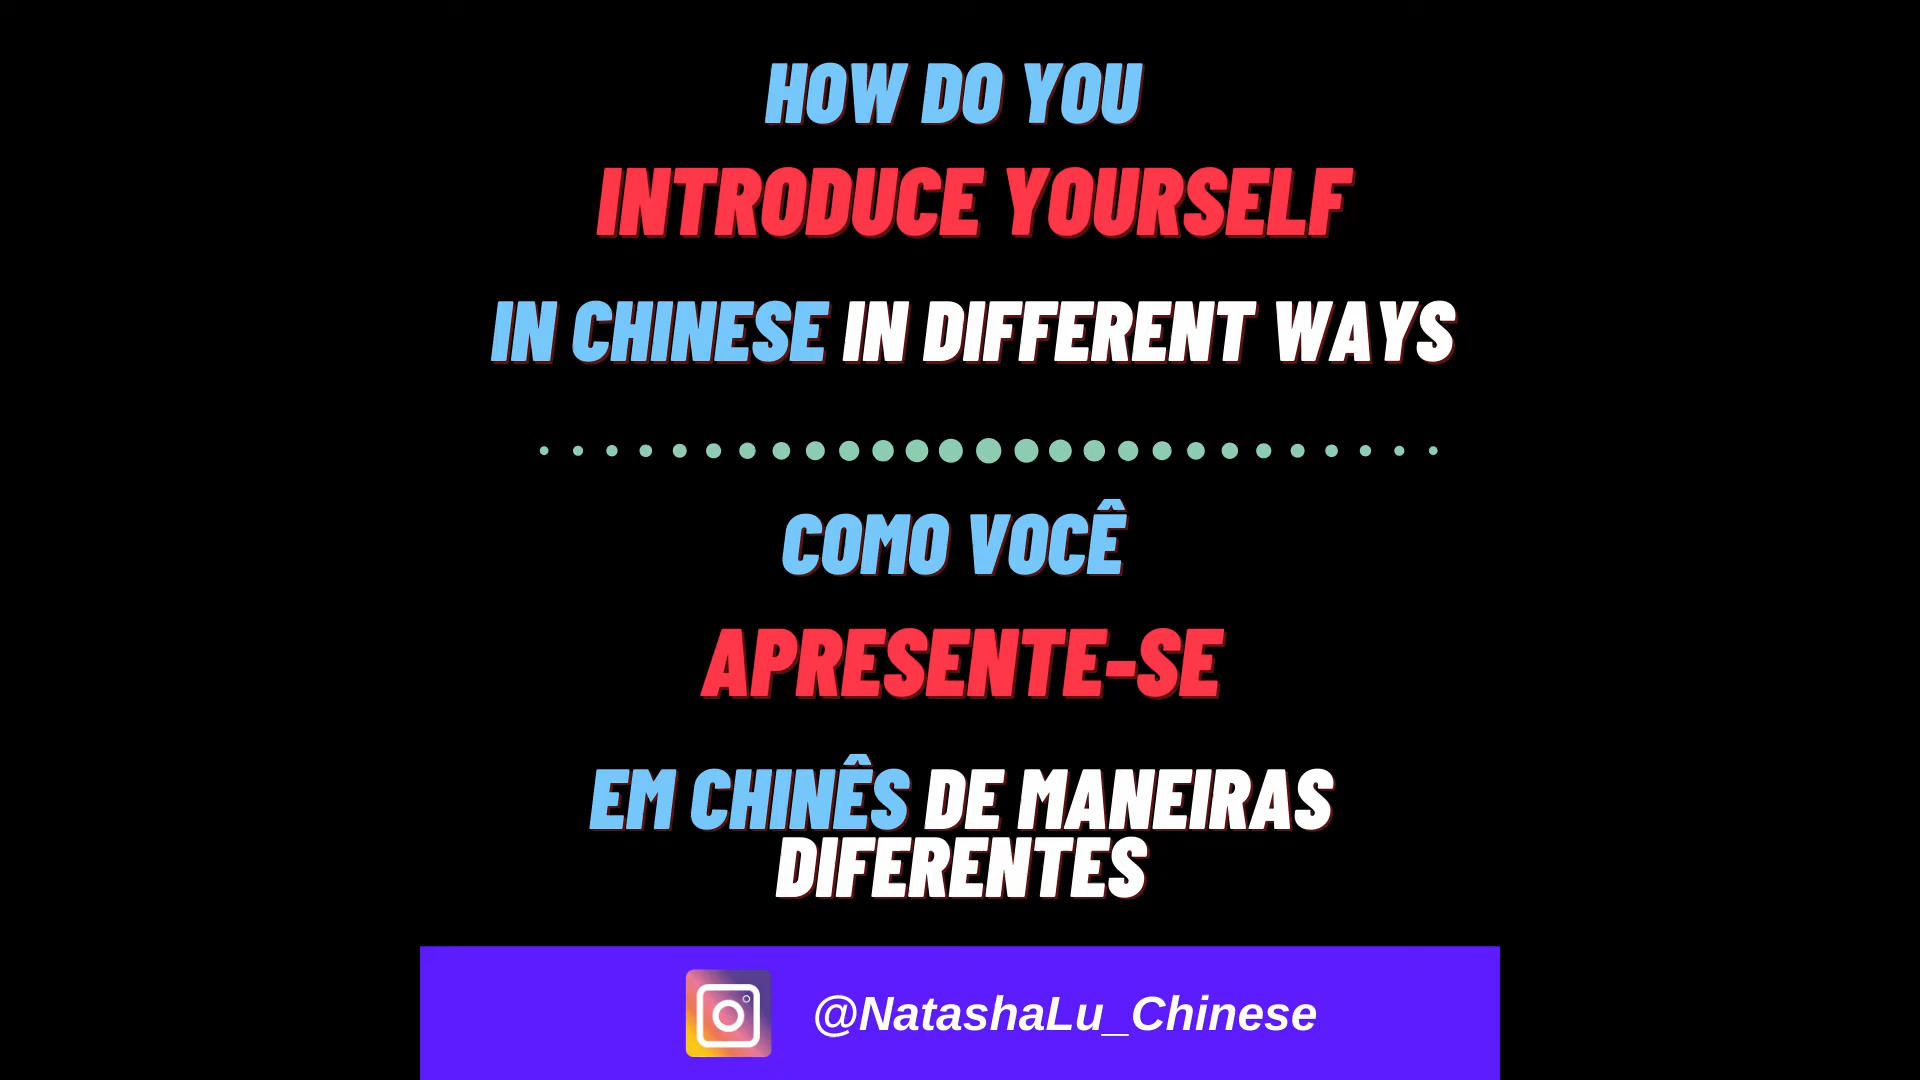 HOW DO YOU
INTRODUCE YOURSELF
IN CHINESE IN DIFFERENT WAYS
COMO VOCÊ
APRESENTE-SE
EM CHINÊS DE MANEIRAS
DIFERENTES
@NatashaLu_Chinese